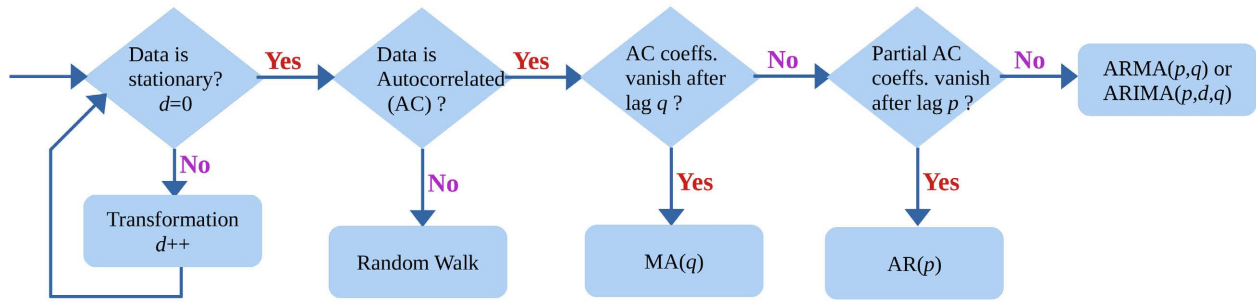 Data is
stationary?
d=0
Yes
Data is
Autocorrelated
(AC) ?
Yes
AC coeffs.
vanish after
lag q ?
No
Partial AC
coeffs. vanish
after lag p ?
No
ARMA(p,q) or
ARIMA(p,d,q)
No
No
Yes
Yes
Transformation
d++
Random Walk
MA(q)
AR(p)